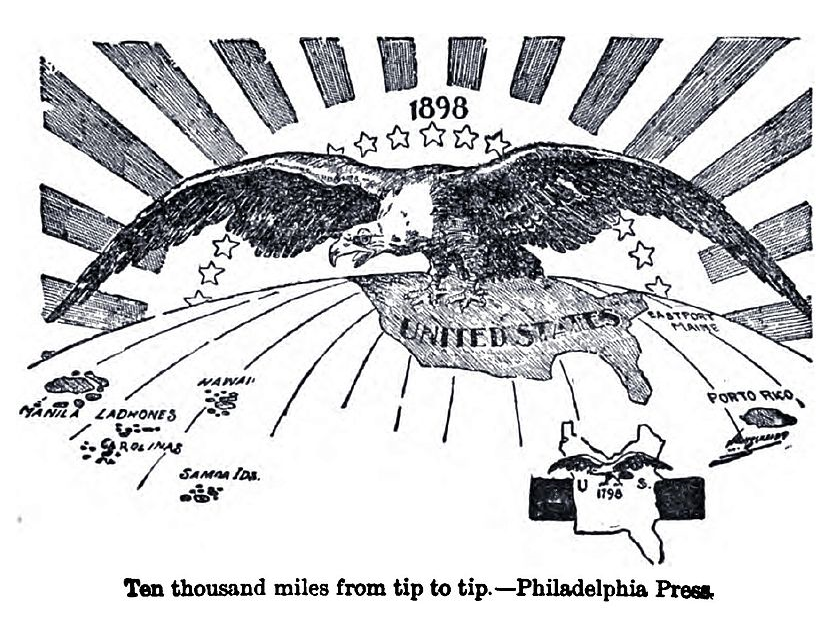 1898
UNITED STATES
EASTPORT
MAINE
HAWAII
MANILA
LADRONES
CAROLINAS
SAMOA IDS.
PORTO RICO
U S.
1798
Ten thousand miles from tip to tip.—Philadelphia Press.